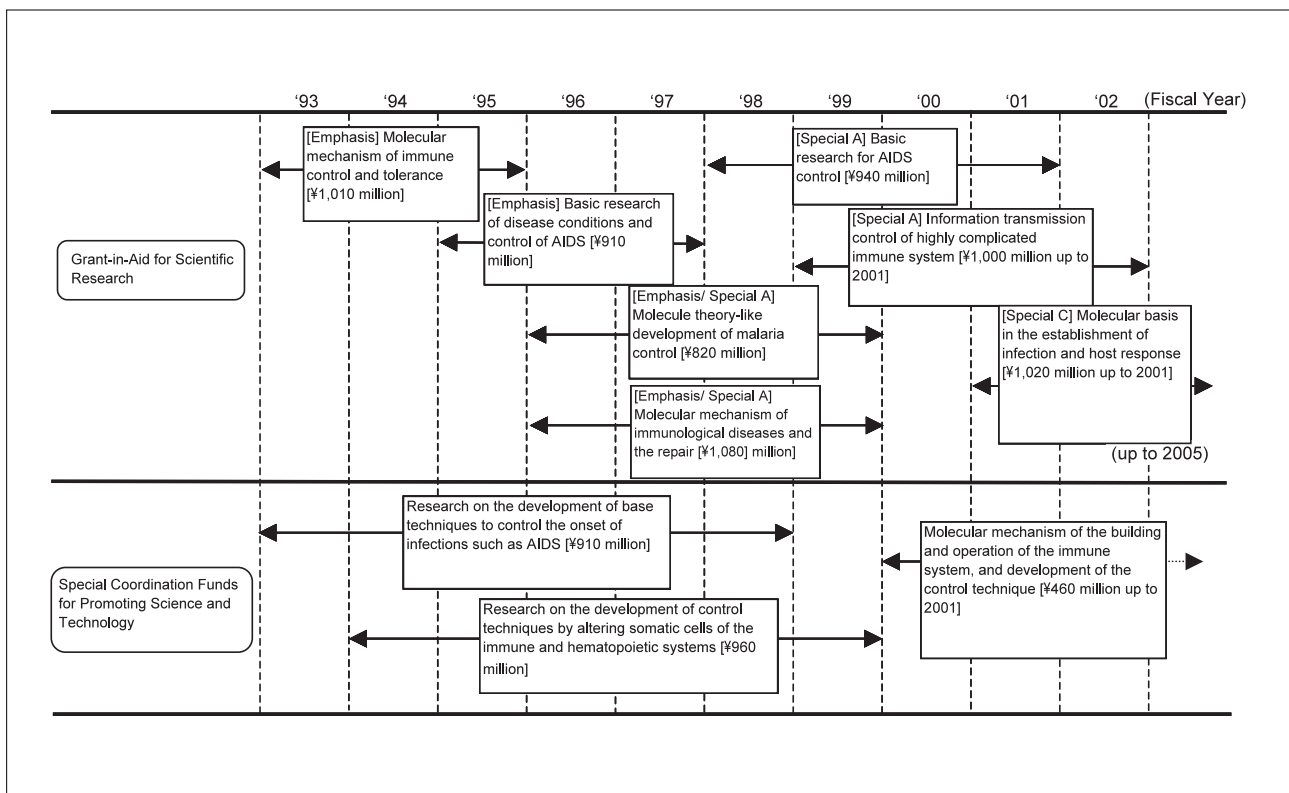 ‘93 ‘94 ‘95 ‘96 ‘97 ‘98 ‘99 ‘00 ‘01 ‘02 (Fiscal Year)
Grant-in-Aid for Scientific
Research
[Emphasis] Molecular
mechanism of immune
control and tolerance
[¥1,010 million]
[Emphasis] Basic research
of disease conditions and
control of AIDS [¥910
million]
[Emphasis/ Special A]
Molecule theory-like
development of malaria
control [¥820 million]
[Emphasis/ Special A]
Molecular mechanism of
immunological diseases and
the repair [¥1,080] million]
[Special A] Basic
research for AIDS
control [¥940 million]
[Special A] Information transmission
control of highly complicated
immune system [¥1,000 million up to
2001]
[Special C] Molecular basis
in the establishment of
infection and host response
[¥1,020 million up to 2001]
(up to 2005)
Special Coordination Funds
for Promoting Science and
Technology
Research on the development of base
techniques to control the onset of
infections such as AIDS [¥910 million]
Research on the development of control
techniques by altering somatic cells of the
immune and hematopoietic systems [¥960
million]
Molecular mechanism of the building
and operation of the immune
system, and development of the
control technique [¥460 million up to
2001]